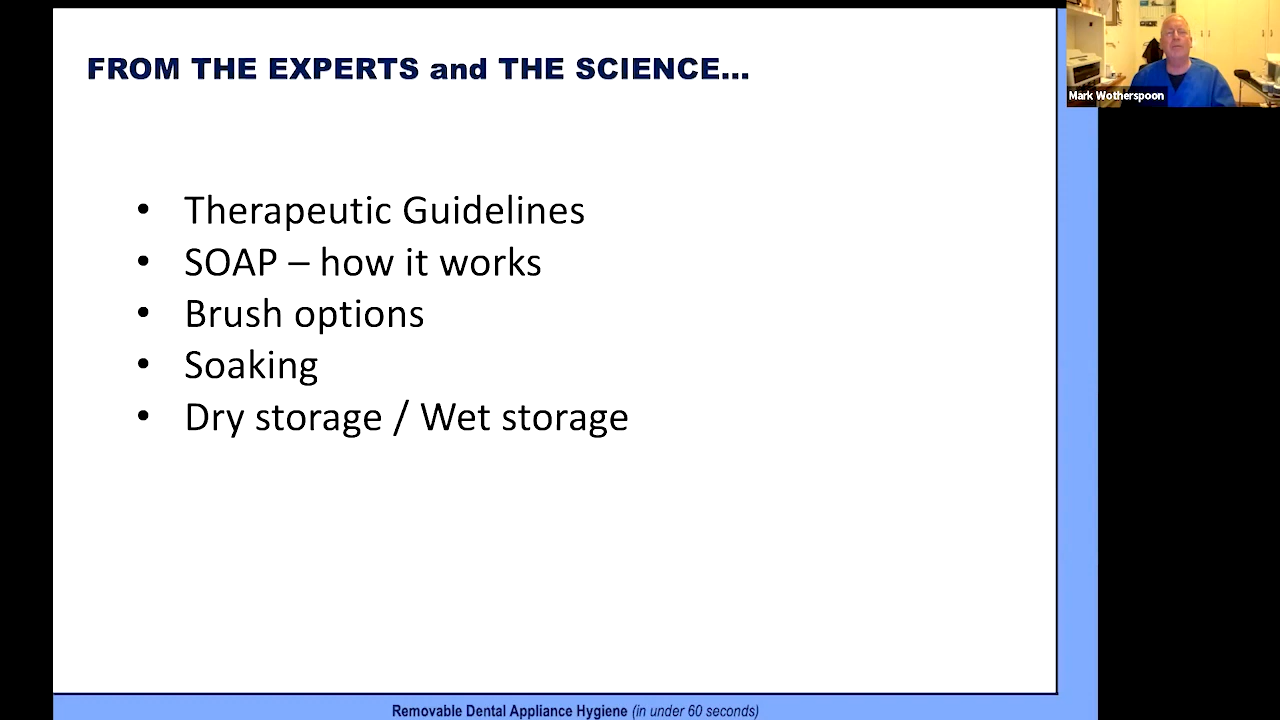 FROM THE EXPERTS and THE SCIENCE...
Mark Wotherspoon
• Therapeutic Guidelines
• SOAP – how it works
• Brush options
• Soaking
• Dry storage / Wet storage
Removable Dental Appliance Hygiene (in under 60 seconds)